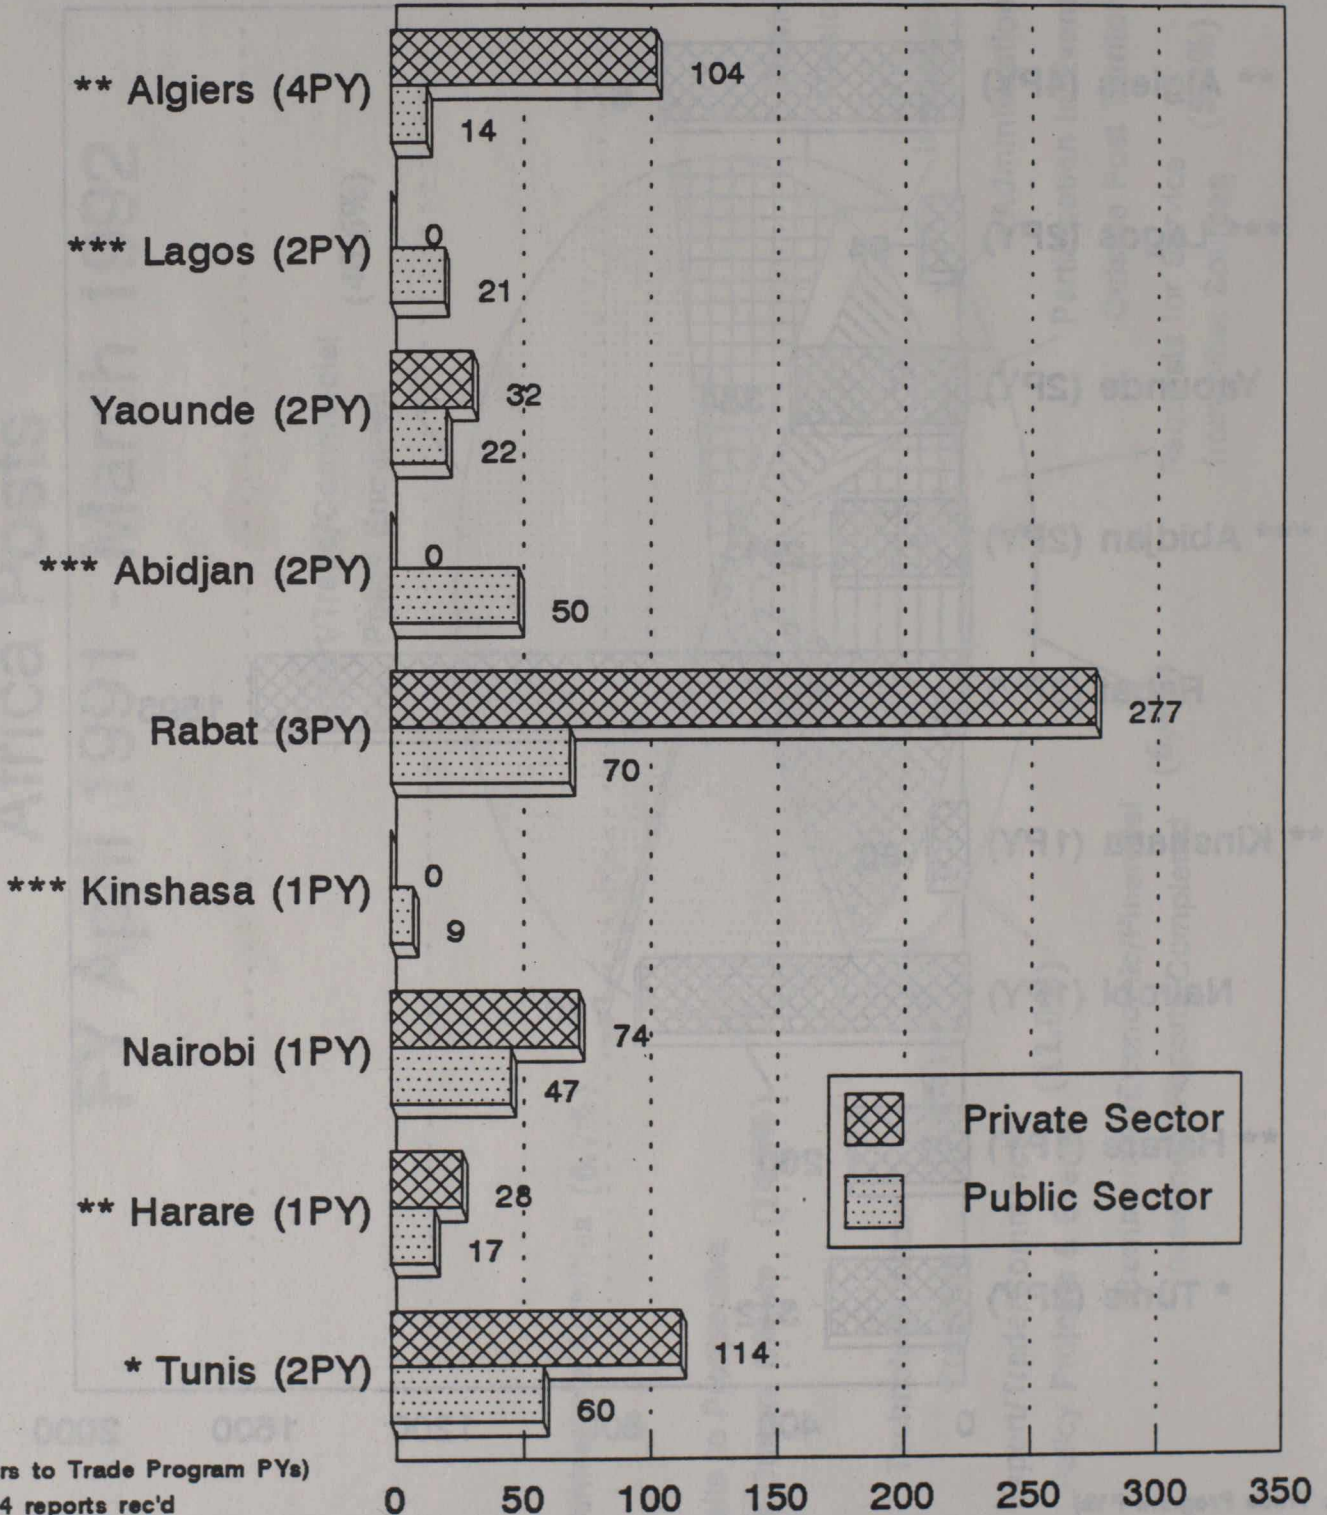 ** Algiers (4PY)
104
14
*** Lagos (2PY)
0
21
Yaounde (2PY)
32
22
*** Abidjan (2PY)
0
50
Rabat (3PY)
277
70
*** Kinshasa (1PY)
0
9
Nairobi (1PY)
74
47
** Harare (1PY)
28
17
* Tunis (2PY)
114
60
Private Sector
Public Sector
rs to Trade Program PYs)
4 reports rec'd
0 50 100 150 200 250 300 350